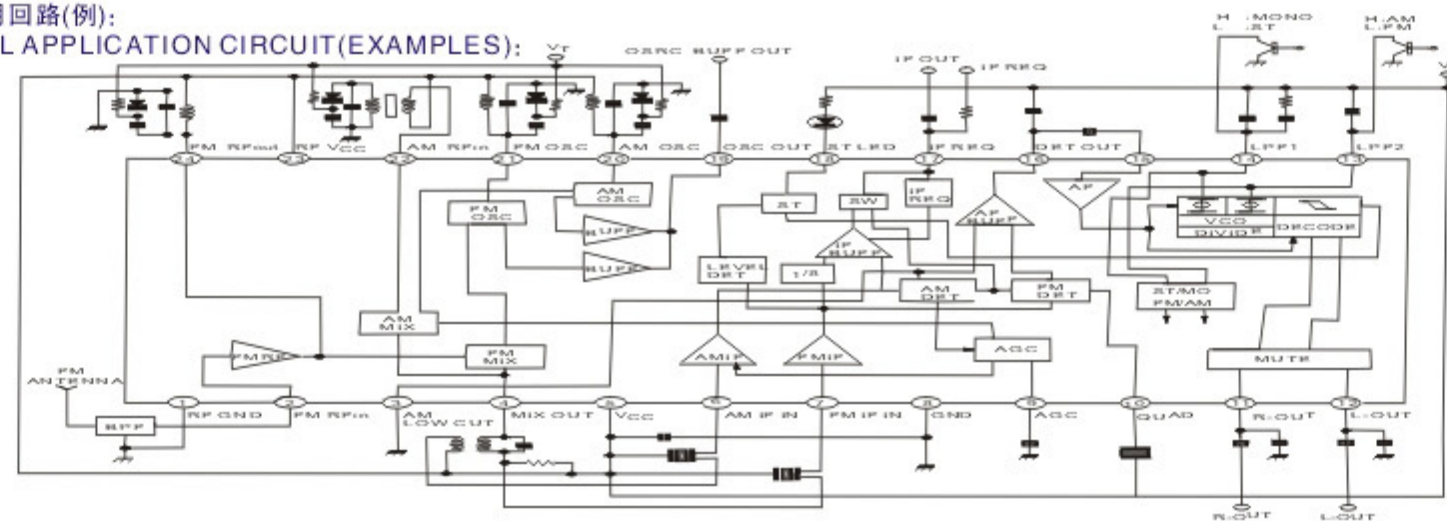 用回路(例):
L APPLICATION CIRCUIT(EXAMPLES):
VT
OSRC BUFF OUT
iF OUT
iF REQ
H :MONO
L :ST
H:AM
L:FM
24 FM RFout
23 RF VCC
22 AM RFin
21 FM OSC
20 AM OSC
19 OSC OUT
18 ST LED
17 iF REQ
16 DET OUT
15
14 LPF1
13 LPF2
FM OSC
AM OSC
BUFF
BUFF
ST
SW
iF REQ
AF BUFF
AF
VCO
DiViDE
DECODE
iF BUFF
LEVEL DET
1/8
AM DET
FM DET
ST/MO
FM/AM
AM MiX
FM RF
FM MiX
AMiF
FMiF
AGC
MUTE
FM ANTENNA
BPF
1 RF GND
2 FM RFin
3 AM LOW CUT
4 MiX OUT
5 VCC
6 AM iF iN
7 FM iF iN
8 GND
9 AGC
10 QUAD
11 R-OUT
12 L-OUT
R-OUT
L-OUT